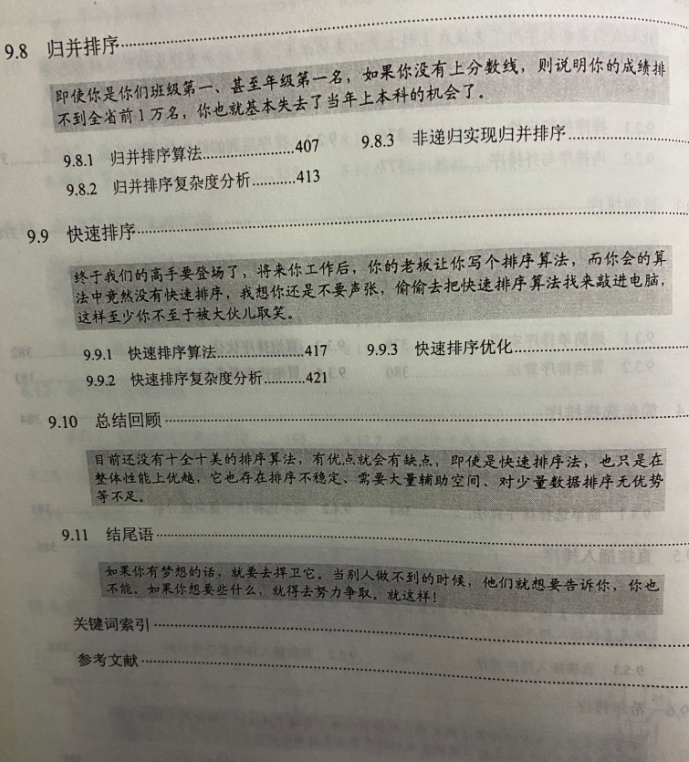 9.8 归并排序
即使你是你们班级第一、甚至年级第一名，如果你没有上分数线，则说明你的成绩排
不到全省前1万名，你也就基本失去了当年上本科的机会了。
9.8.1 归并排序算法...................407 9.8.3 非递归实现归并排序
9.8.2 归并排序复杂度分析..........413
9.9 快速排序
终于我们的高手要登场了，将来你工作后，你的老板让你写个排序算法，而你会的算
法中竟然没有快速排序，我想你还是不要声张，偷偷去把快速排序算法找来敲进电脑，
这样至少你不至于被大伙儿取笑。
9.9.1 快速排序算法..................417 9.9.3 快速排序优化
9.9.2 快速排序复杂度分析.........421
9.10 总结回顾
目前还没有十全十美的排序算法，有优点就会有缺点，即使是快速排序法，也只是在
整体性能上优越，它也存在排序不稳定、需要大量辅助空间、对少量数据排序无优势
等不足。
9.11 结尾语
如果你有梦想的话，就要去捍卫它。当别人做不到的时候，他们就想要告诉你，你也
不能。如果你想要些什么，就得去努力争取。就这样！
关键词索引
参考文献